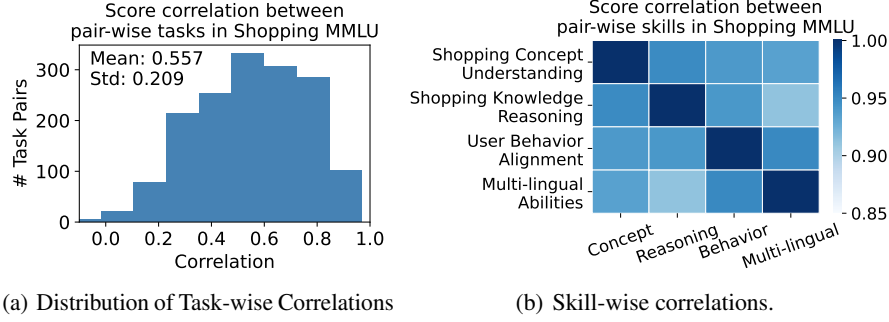 Score correlation between
pair-wise tasks in Shopping MMLU
Mean: 0.557
Std: 0.209
300
200
100
0
# Task Pairs
0.0 0.2 0.4 0.6 0.8 1.0
Correlation
(a) Distribution of Task-wise Correlations
Score correlation between
pair-wise skills in Shopping MMLU
Shopping Concept
Understanding
Shopping Knowledge
Reasoning
User Behavior
Alignment
Multi-lingual
Abilities
Concept
Reasoning
Behavior
Multi-lingual
1.00
0.95
0.90
0.85
(b) Skill-wise correlations.